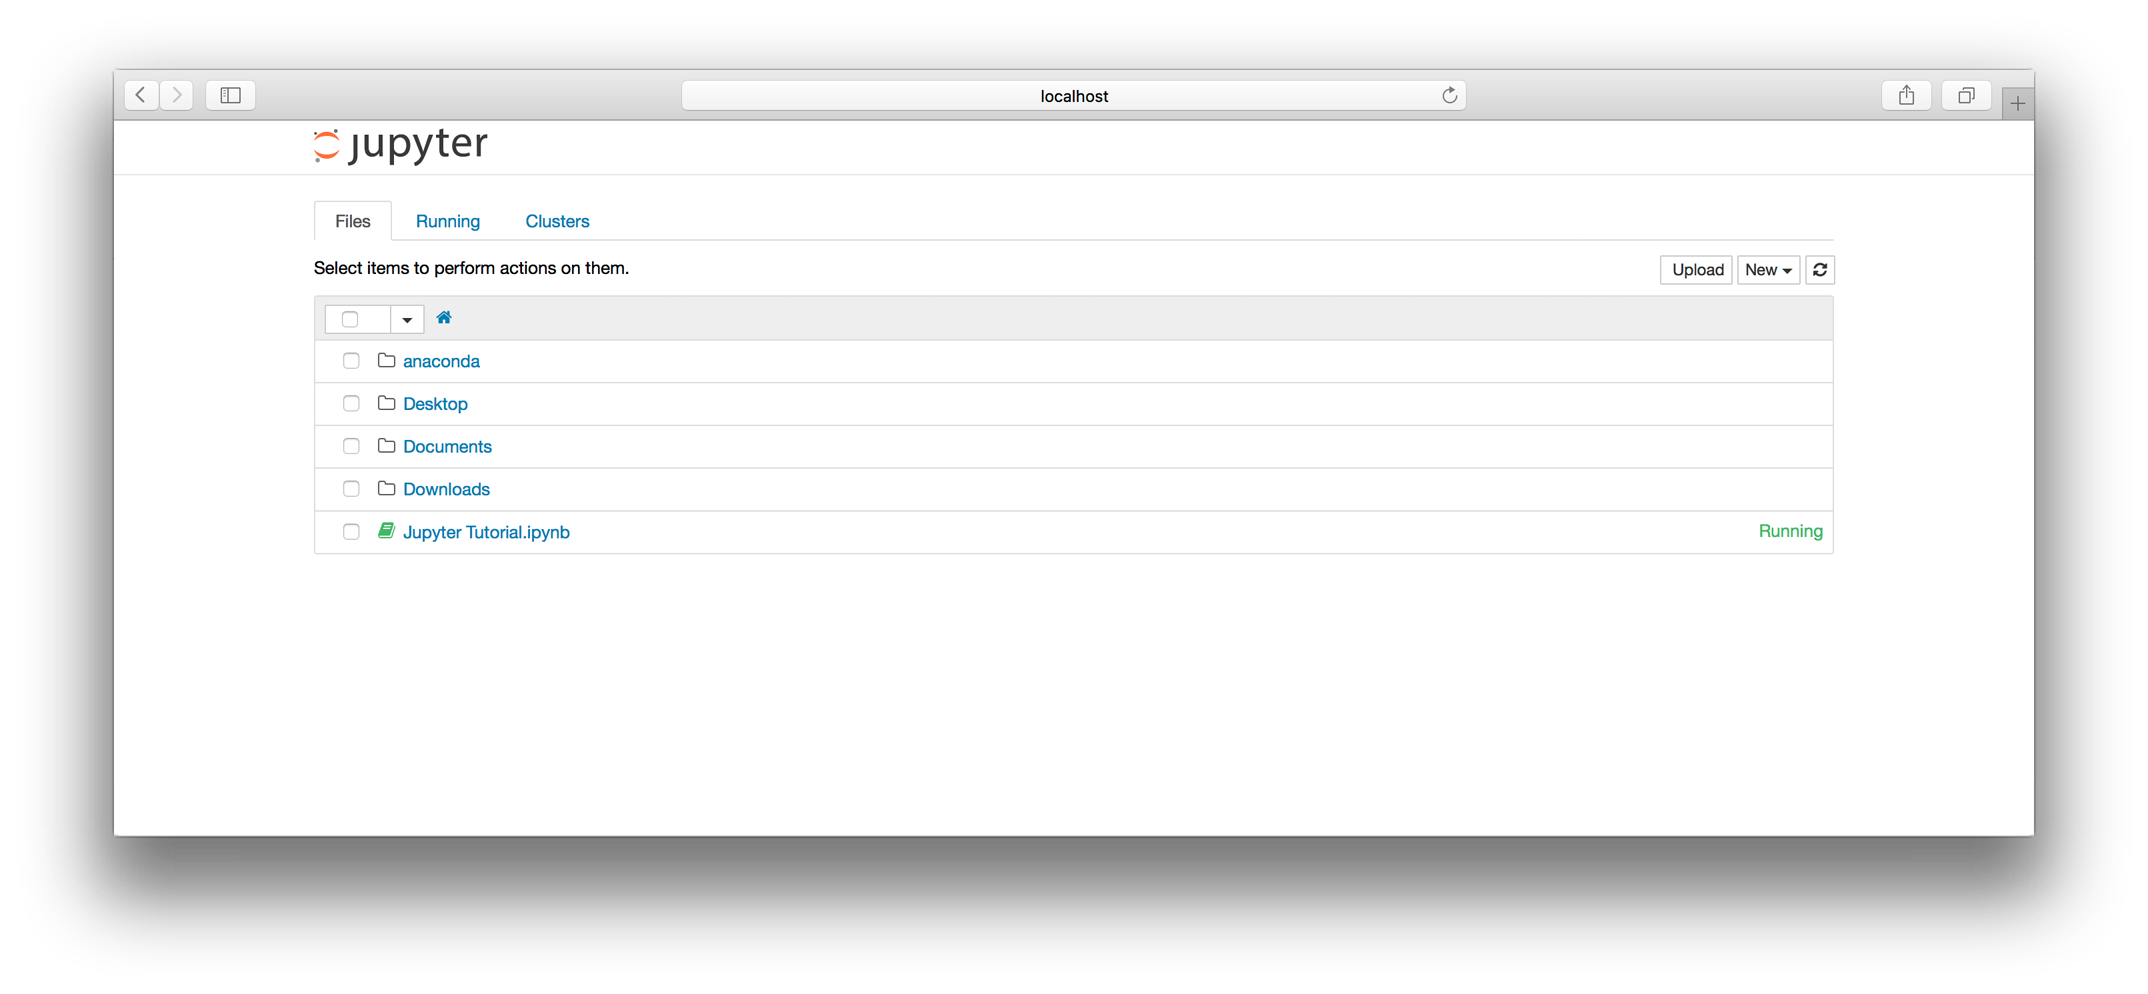 localhost
jupyter
Files Running Clusters
Select items to perform actions on them. Upload New
anaconda
Desktop
Documents
Downloads
Jupyter Tutorial.ipynb Running